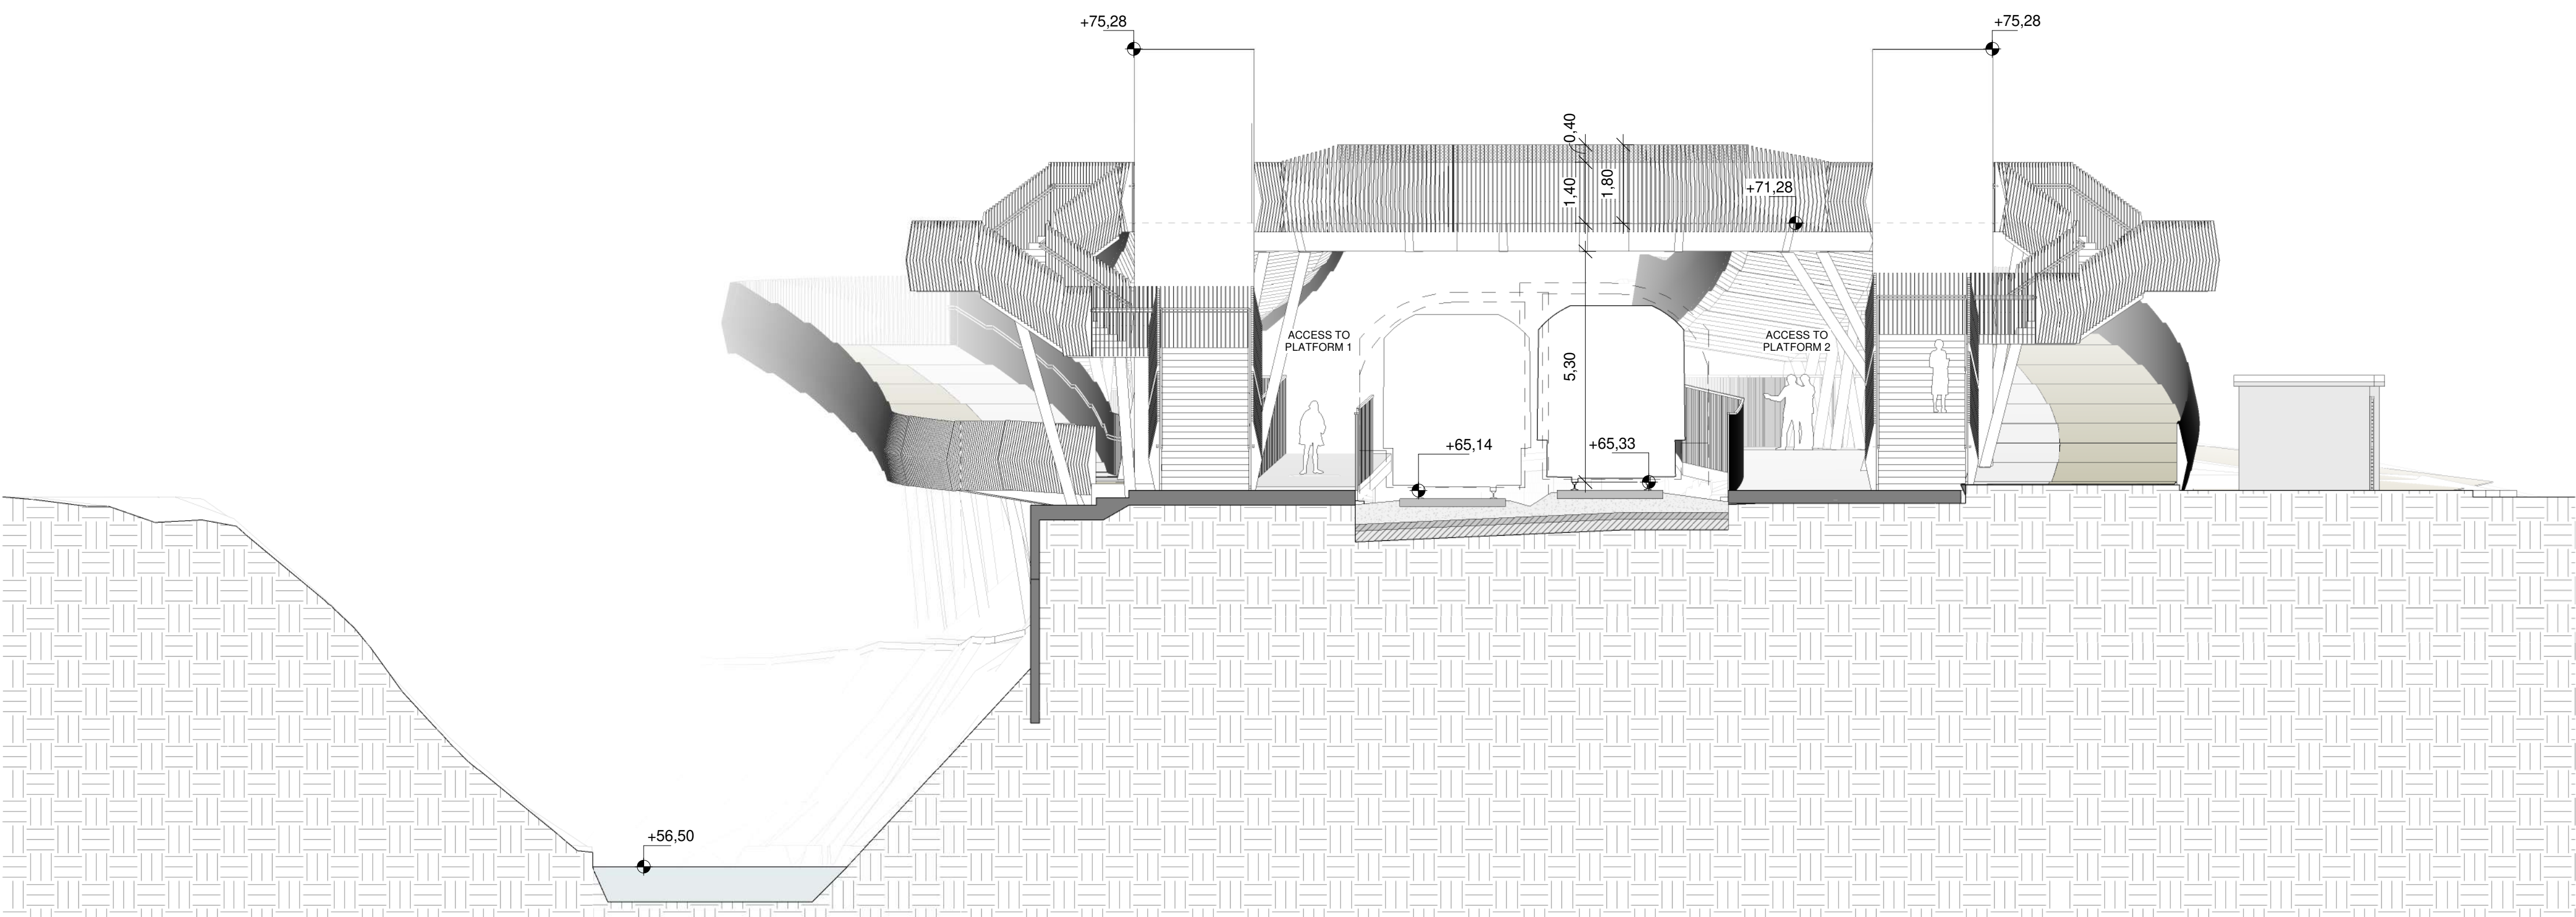 +75,28
+75,28
0,40
1,40
1,80
+71,28
ACCESS TO
PLATFORM 1
ACCESS TO
PLATFORM 2
5,30
+65,14
+65,33
+56,50